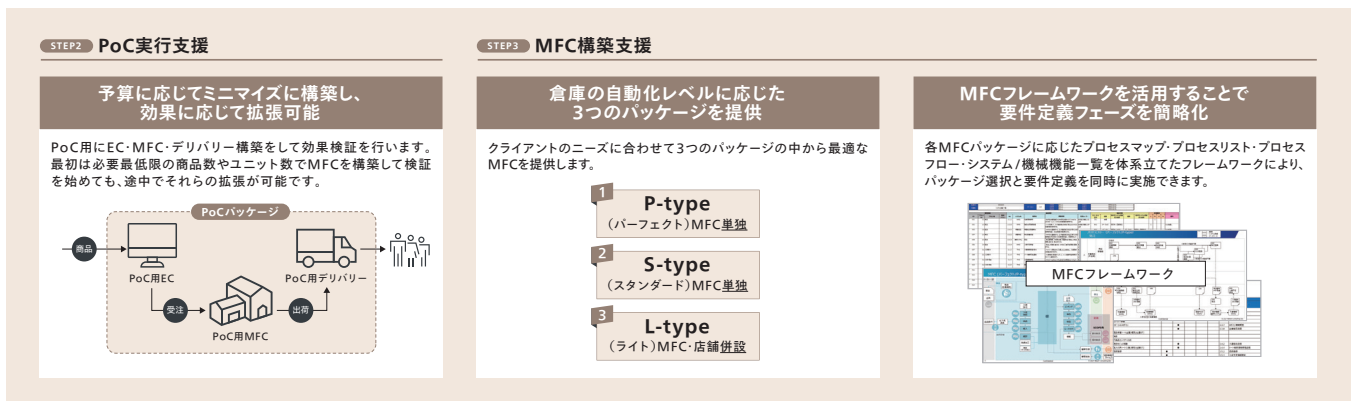 STEP2 PoC実行支援
予算に応じてミニマイズに構築し、
効果に応じて拡張可能
PoC用にEC・MFC・デリバリー構築をして効果検証を行います。
最初は必要最低限の商品数やユニット数でMFCを構築して検証
を始めても、途中でそれらの拡張が可能です。
PoCパッケージ
商品
PoC用EC
PoC用デリバリー
受注
出荷
PoC用MFC
STEP3 MFC構築支援
倉庫の自動化レベルに応じた
3つのパッケージを提供
クライアントのニーズに合わせて3つのパッケージの中から最適な
MFCを提供します。
1
P-type
（パーフェクト）MFC単独
2
S-type
（スタンダード）MFC単独
3
L-type
（ライト）MFC・店舗併設
MFCフレームワークを活用することで
要件定義フェーズを簡略化
各MFCパッケージに応じたプロセスマップ・プロセスリスト・プロセス
フロー・システム/機械機能一覧を体系立てたフレームワークにより、
パッケージ選択と要件定義を同時に実施できます。
MFCフレームワーク